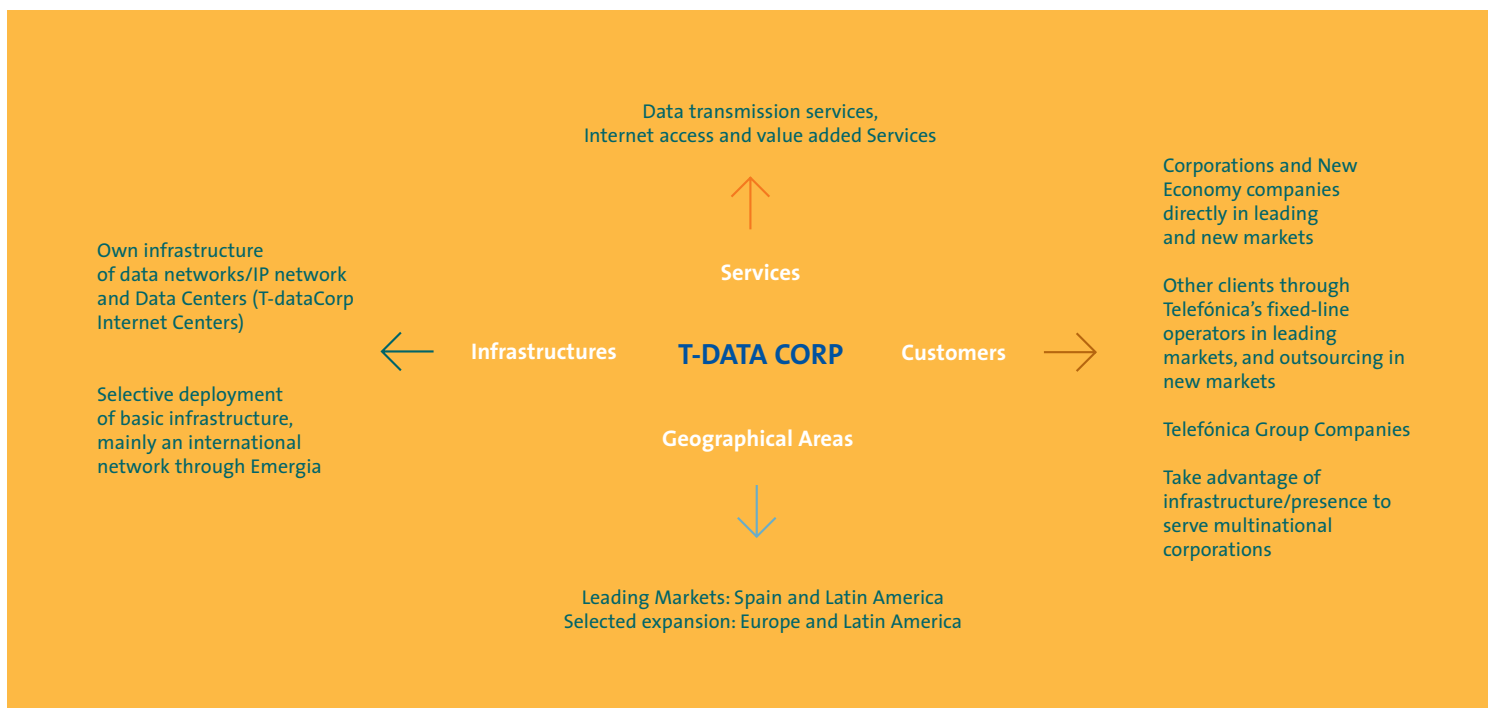 Data transmission services,
Internet access and value added Services
Services
Own infrastructure
of data networks/IP network
and Data Centers (T-dataCorp
Internet Centers)
Selective deployment
of basic infrastructure,
mainly an international
network through Emergia
Infrastructures
T-DATA CORP
Customers
Corporations and New
Economy companies
directly in leading
and new markets
Other clients through
Telefónica’s fixed-line
operators in leading
markets, and outsourcing in
new markets
Telefónica Group Companies
Take advantage of
infrastructure/presence to
serve multinational
corporations
Geographical Areas
Leading Markets: Spain and Latin America
Selected expansion: Europe and Latin America